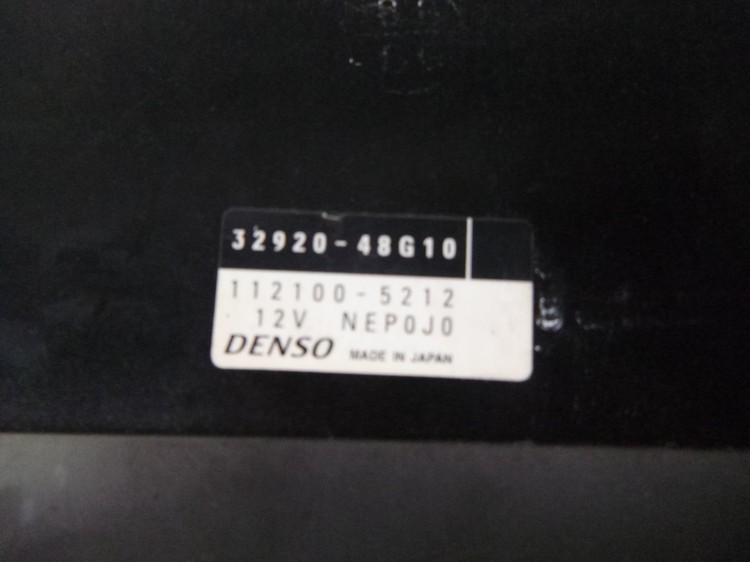 32920-48G10
112100-5212
12V NEP0J0
DENSO MADE IN JAPAN